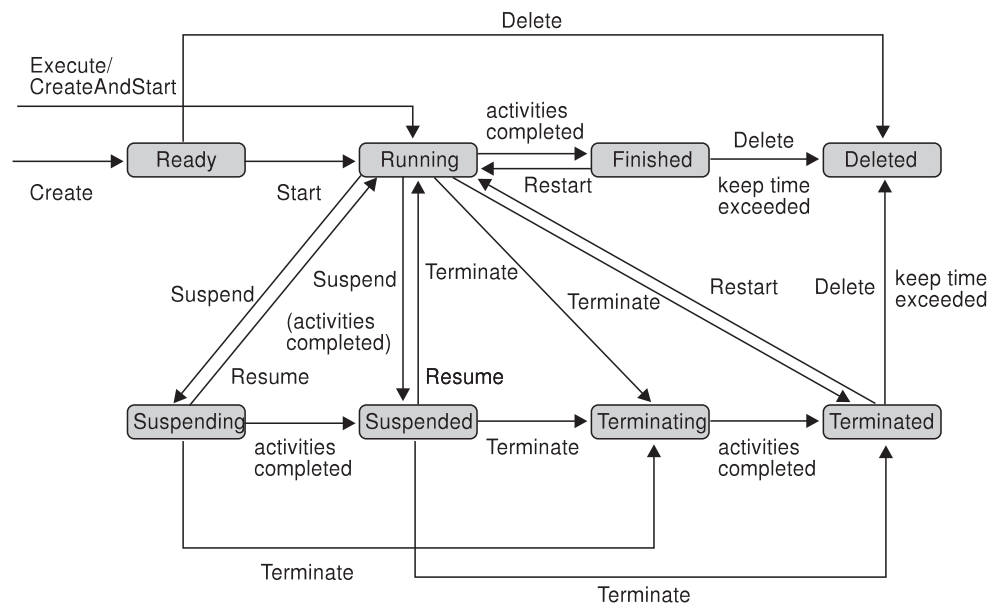 Delete
Execute/
CreateAndStart
activities
completed
Ready
Running
Finished
Delete
Deleted
Create
Start
Restart
keep time
exceeded
Suspend
Suspend
(activities
completed)
Terminate
Terminate
Restart
Delete
keep time
exceeded
Resume
Resume
Suspending
Suspended
Terminating
Terminated
activities
completed
Terminate
activities
completed
Terminate
Terminate